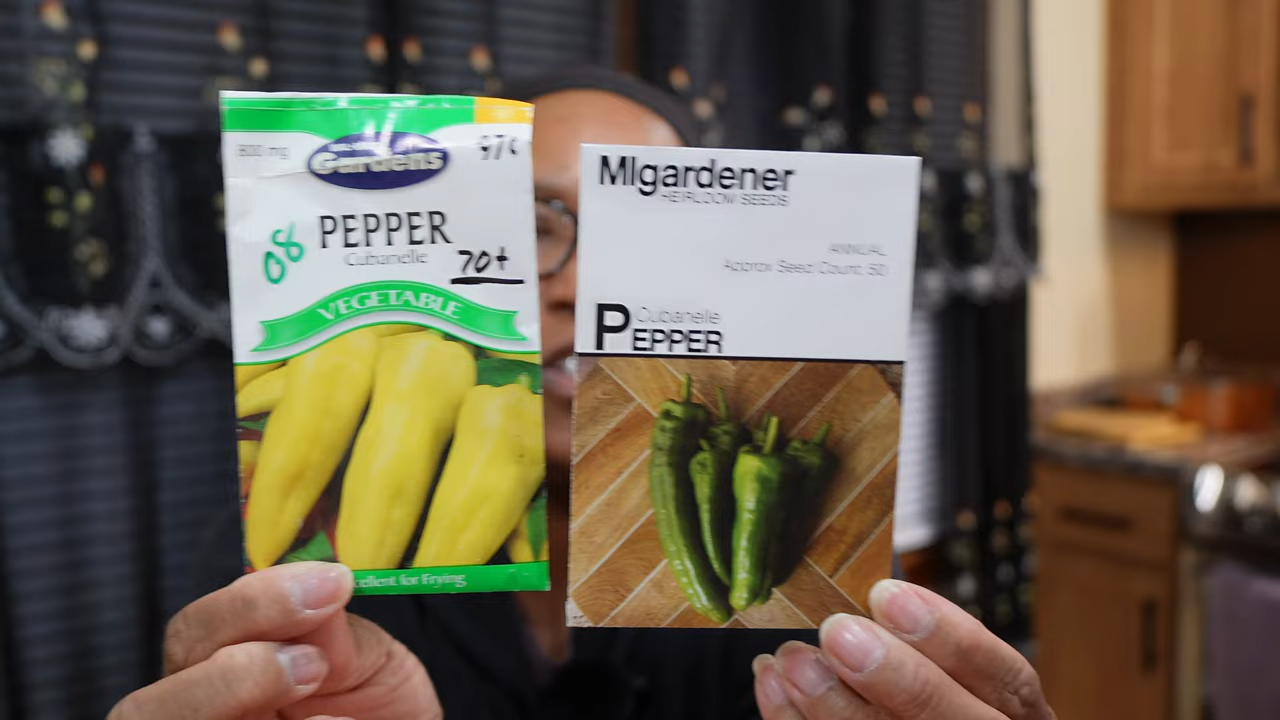 800 mg
Gardens
97¢
08
PEPPER
Cubanelle
70+
VEGETABLE
cellent for Frying
MIgardener
HEIRLOOM SEEDS
ANNUAL
Approx Seed Count: 50
Cubanelle
PEPPER